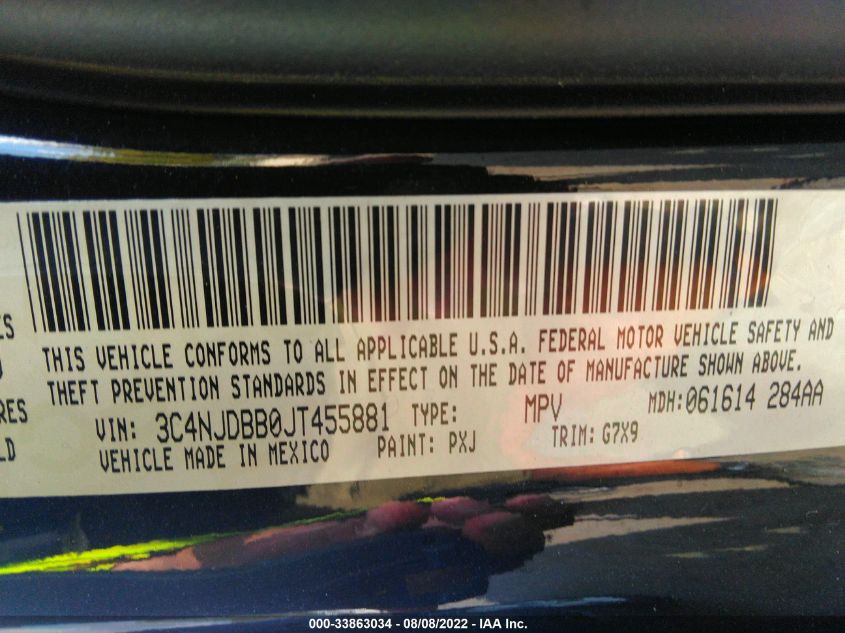 THIS VEHICLE CONFORMS TO ALL APPLICABLE U.S.A. FEDERAL MOTOR VEHICLE SAFETY AND
THEFT PREVENTION STANDARDS IN EFFECT ON THE DATE OF MANUFACTURE SHOWN ABOVE.
VIN: 3C4NJDBB0JT455881 TYPE: MPV MDH:061614 284AA
VEHICLE MADE IN MEXICO PAINT: PXJ TRIM: G7X9
000-33863034 - 08/08/2022 - IAA Inc.